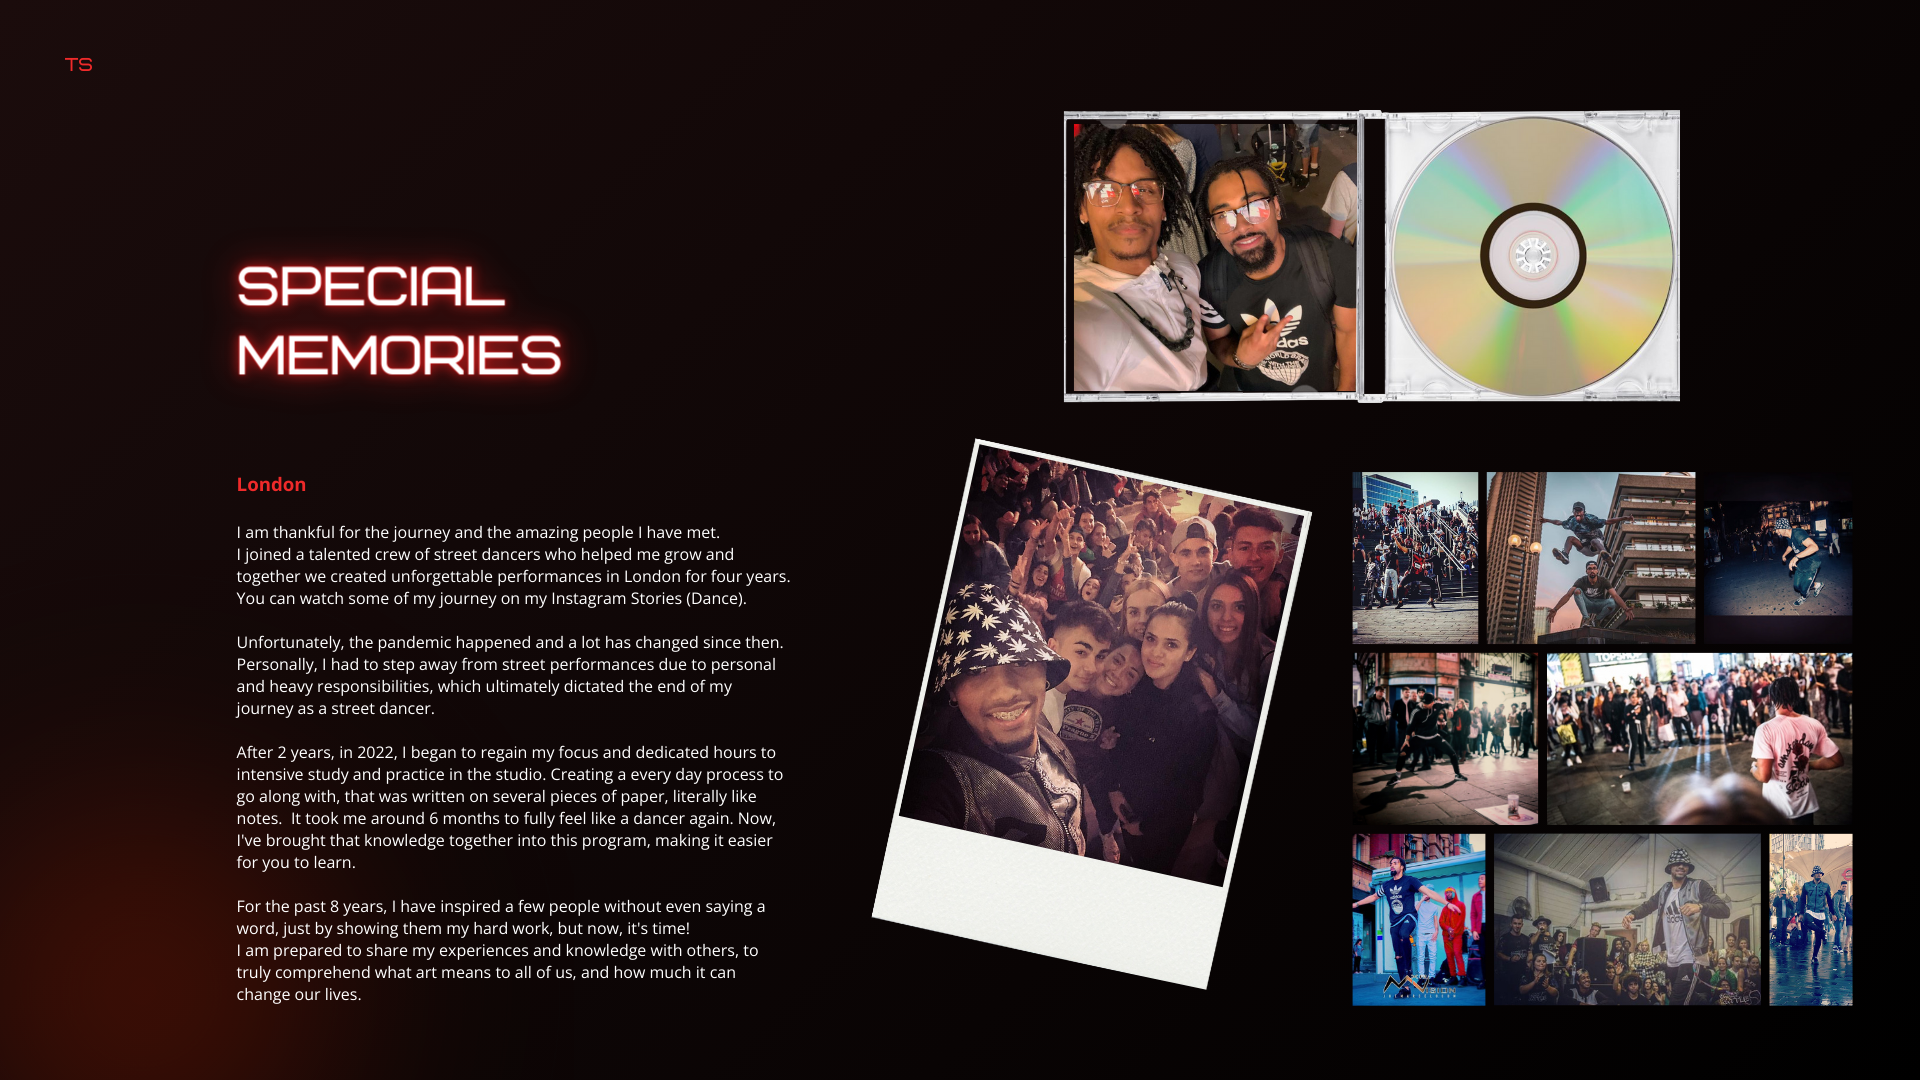 TS
SPECIAL
MEMORIES
London
I am thankful for the journey and the amazing people I have met.
I joined a talented crew of street dancers who helped me grow and
together we created unforgettable performances in London for four years.
You can watch some of my journey on my Instagram Stories (Dance).
Unfortunately, the pandemic happened and a lot has changed since then.
Personally, I had to step away from street performances due to personal
and heavy responsibilities, which ultimately dictated the end of my
journey as a street dancer.
After 2 years, in 2022, I began to regain my focus and dedicated hours to
intensive study and practice in the studio. Creating a every day process to
go along with, that was written on several pieces of paper, literally like
notes.  It took me around 6 months to fully feel like a dancer again. Now,
I've brought that knowledge together into this program, making it easier
for you to learn.
For the past 8 years, I have inspired a few people without even saying a
word, just by showing them my hard work, but now, it's time!
I am prepared to share my experiences and knowledge with others, to
truly comprehend what art means to all of us, and how much it can
change our lives.